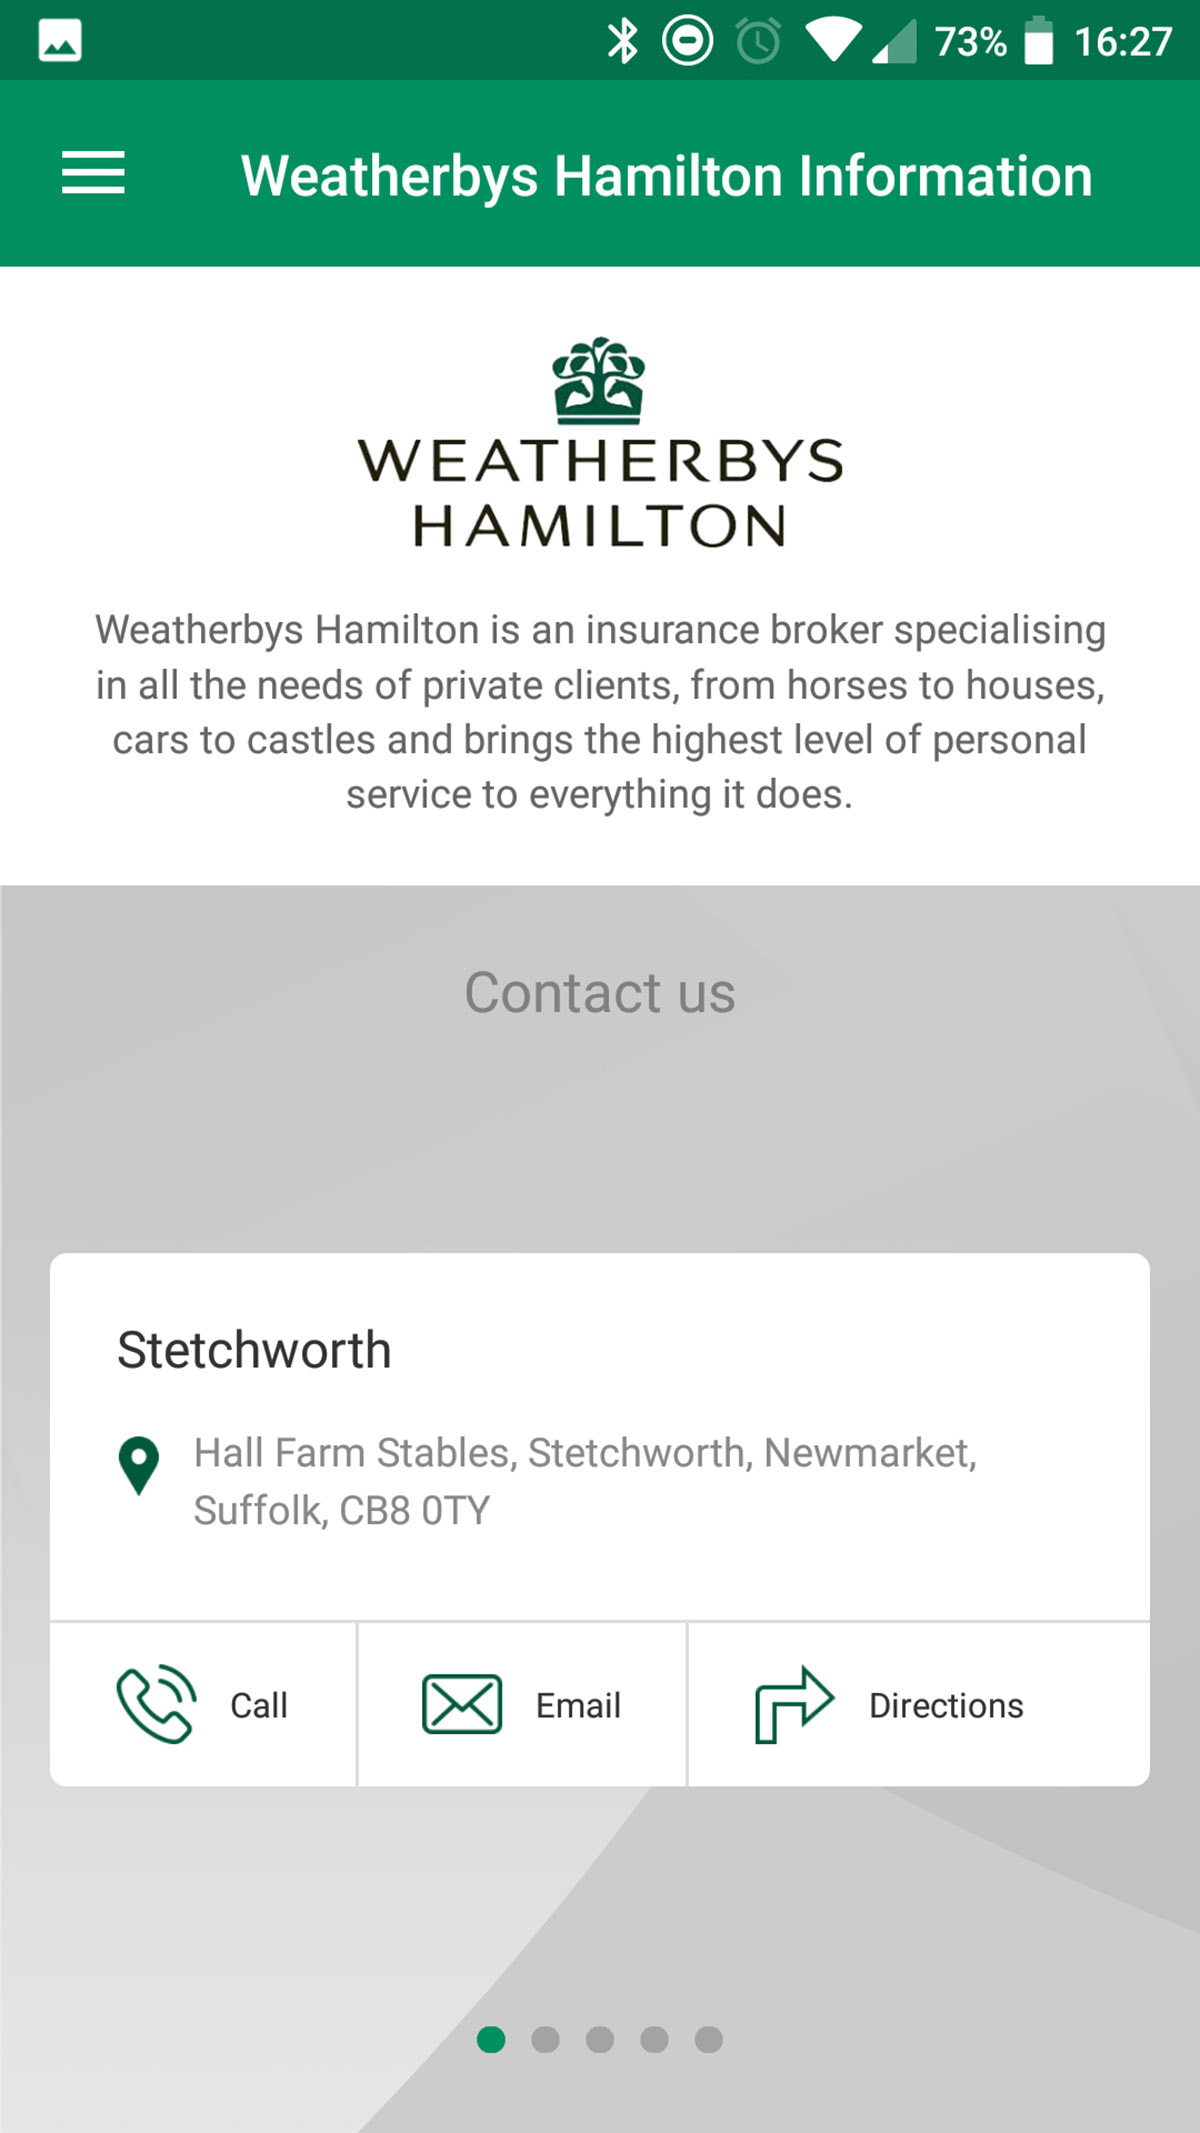 73% 16:27
Weatherbys Hamilton Information
WEATHERBYS
HAMILTON
Weatherbys Hamilton is an insurance broker specialising
in all the needs of private clients, from horses to houses,
cars to castles and brings the highest level of personal
service to everything it does.
Contact us
Stetchworth
Hall Farm Stables, Stetchworth, Newmarket,
Suffolk, CB8 0TY
Call Email Directions